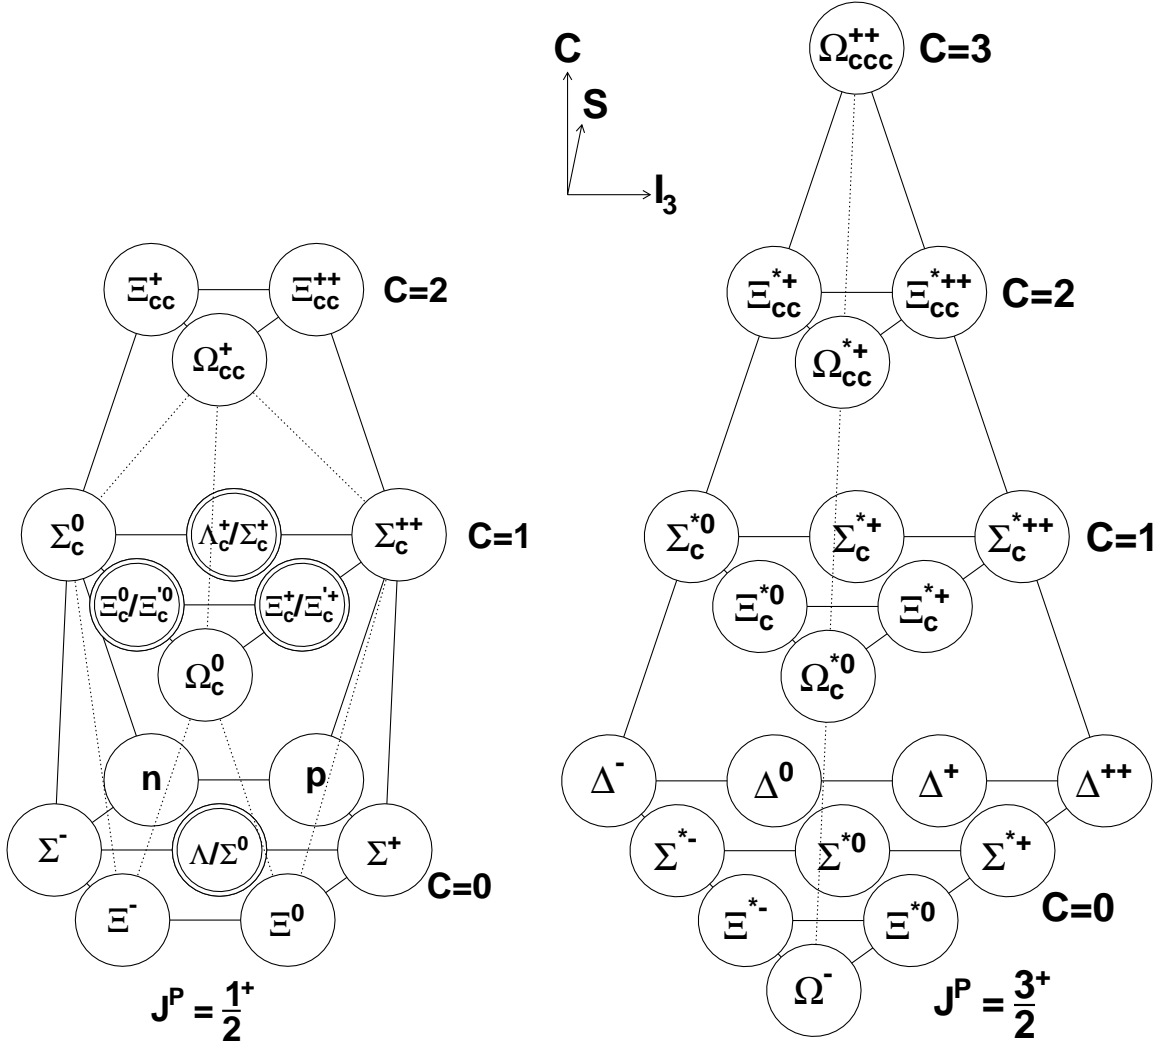 Ω⁺⁺ccc C=3
C
S
I₃
Ξ⁺cc Ξ⁺⁺cc C=2
Ω⁺cc
Σ⁰c Λ⁺c/Σ⁺c Σ⁺⁺c C=1
Ξ⁰c/Ξ'⁰c Ξ⁺c/Ξ'⁺c
Ω⁰c
n p
Σ⁻ Λ/Σ⁰ Σ⁺
C=0
Ξ⁻ Ξ⁰
Jᴾ = 1/2⁺
Ξ*⁺cc Ξ*⁺⁺cc C=2
Ω*⁺cc
Σ*⁰c Σ*⁺c Σ*⁺⁺c C=1
Ξ*⁰c Ξ*⁺c
Ω*⁰c
Δ⁻ Δ⁰ Δ⁺ Δ⁺⁺
Σ*⁻ Σ*⁰ Σ*⁺
C=0
Ξ*⁻ Ξ*⁰
Ω⁻
Jᴾ = 3/2⁺